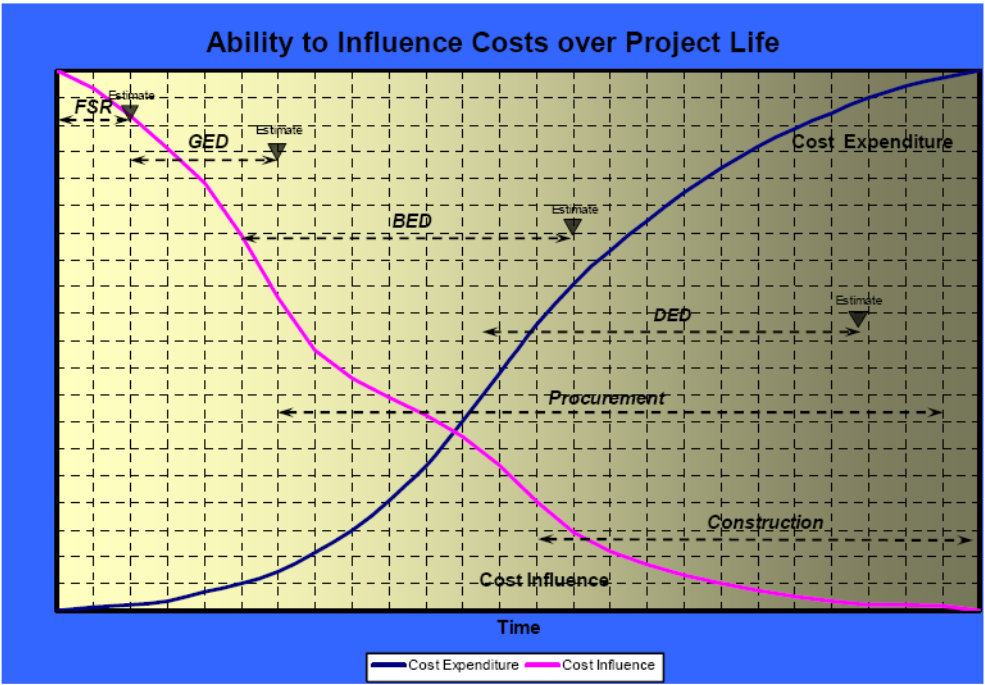 Ability to Influence Costs over Project Life
Estimate
FSR
Estimate
GED
Cost Expenditure
Estimate
BED
Estimate
DED
Procurement
Construction
Cost Influence
Time
Cost Expenditure Cost Influence